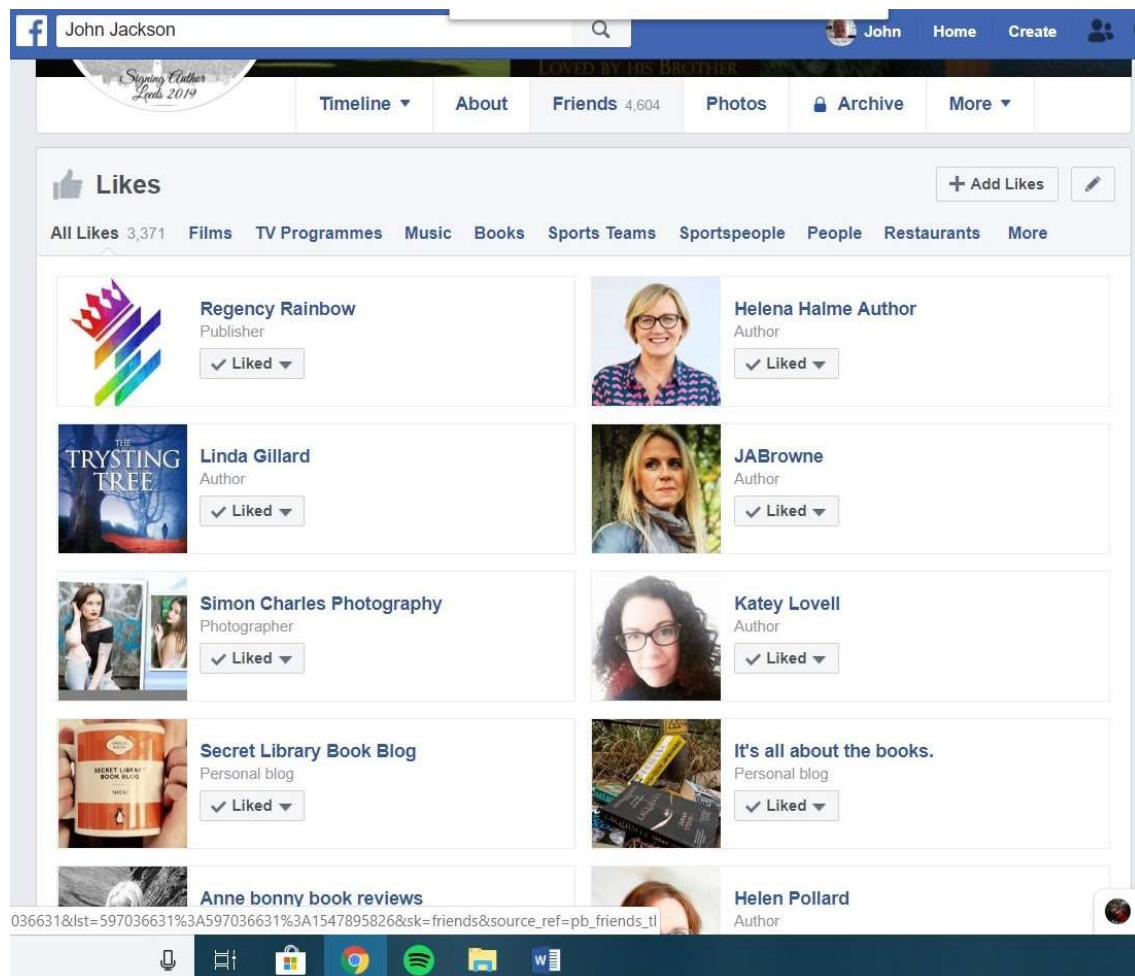 f
John Jackson
John Home Create
LOVED BY HIS BROTHER
Signing Author
Leeds 2019
Timeline About Friends 4,604 Photos Archive More
Likes
+ Add Likes
All Likes 3,371 Films TV Programmes Music Books Sports Teams Sportspeople People Restaurants More
Regency Rainbow
Publisher
Liked
Helena Halme Author
Author
Liked
THE
TRYSTING
TREE
Linda Gillard
Author
Liked
JABrowne
Author
Liked
Simon Charles Photography
Photographer
Liked
Katey Lovell
Author
Liked
SECRET LIBRARY
BOOK BLOG
Secret Library Book Blog
Personal blog
Liked
It's all about the books.
Personal blog
Liked
Anne bonny book reviews
Helen Pollard
Author
036631&lst=597036631%3A597036631%3A1547895826&sk=friends&source_ref=pb_friends_tl
W